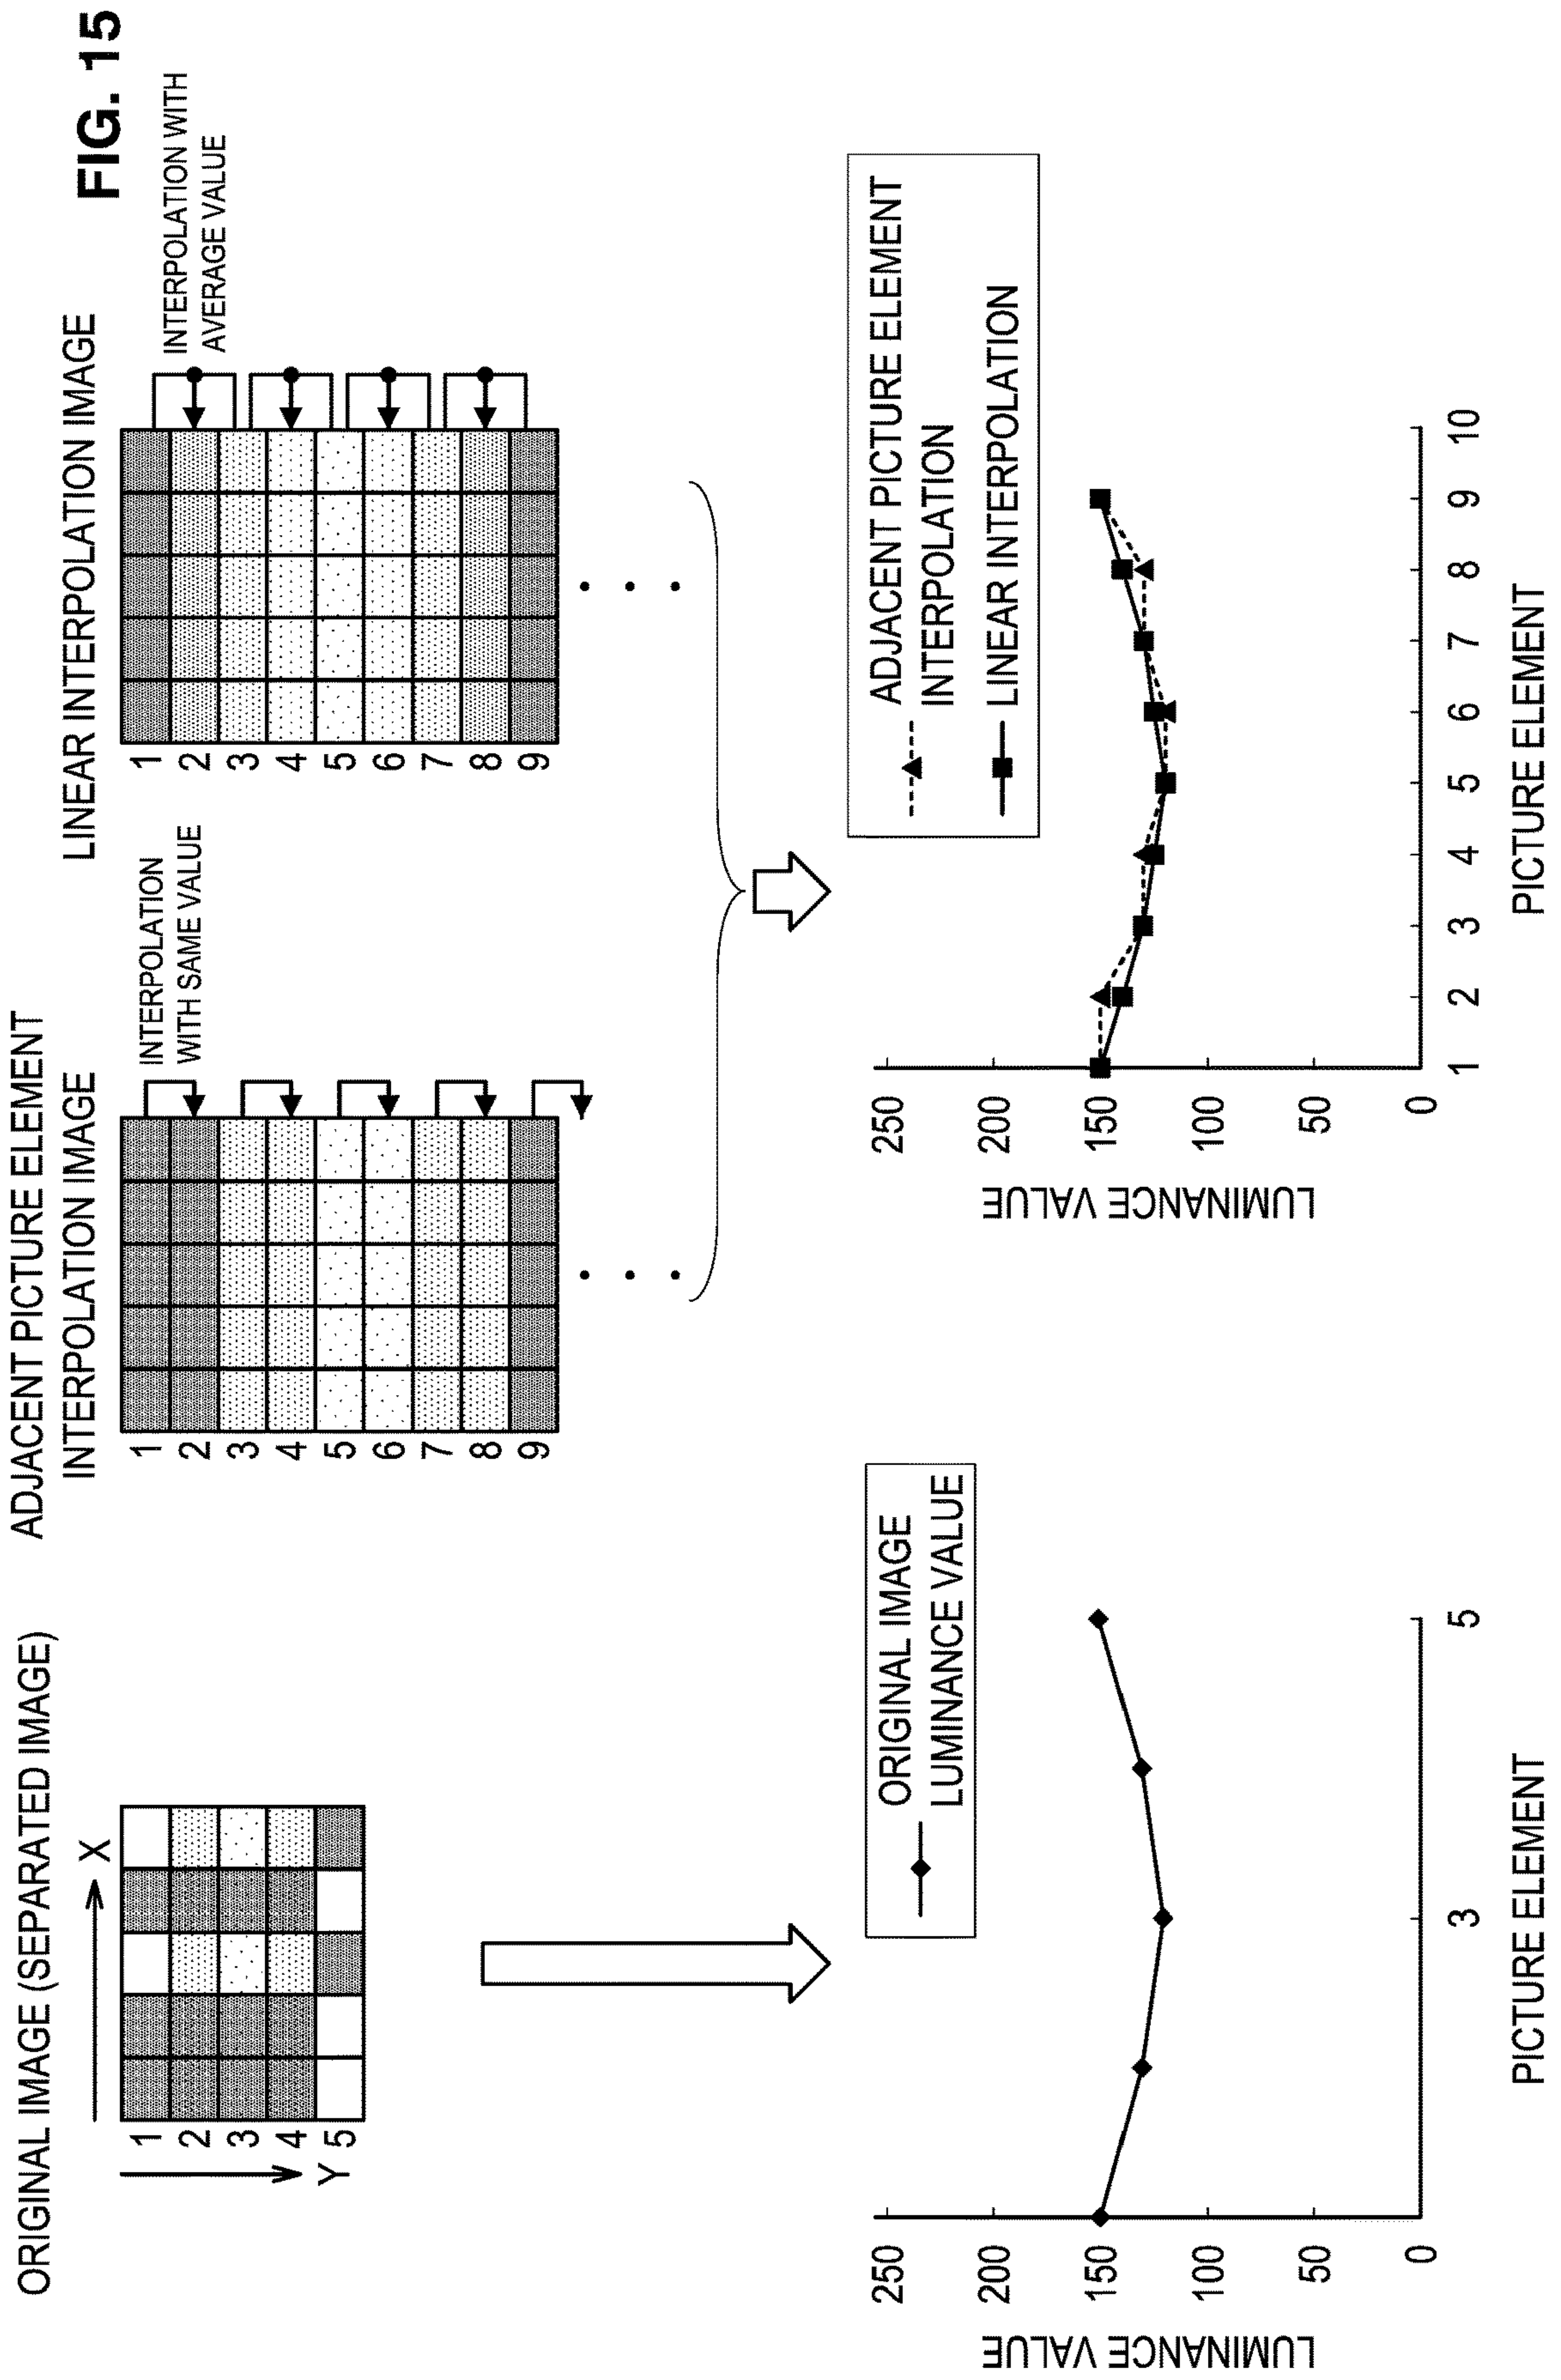 FIG. 15
ORIGINAL IMAGE (SEPARATED IMAGE)
X
1
2
3
4
5
Y
ADJACENT PICTURE ELEMENT
INTERPOLATION IMAGE
1
2
3
4
5
6
7
8
9
INTERPOLATION
WITH SAME VALUE
LINEAR INTERPOLATION IMAGE
1
2
3
4
5
6
7
8
9
INTERPOLATION WITH
AVERAGE VALUE
ORIGINAL IMAGE
LUMINANCE VALUE
LUMINANCE VALUE
250
200
150
100
50
0
3 5
PICTURE ELEMENT
ADJACENT PICTURE ELEMENT
INTERPOLATION
LINEAR INTERPOLATION
LUMINANCE VALUE
250
200
150
100
50
0
1 2 3 4 5 6 7 8 9 10
PICTURE ELEMENT